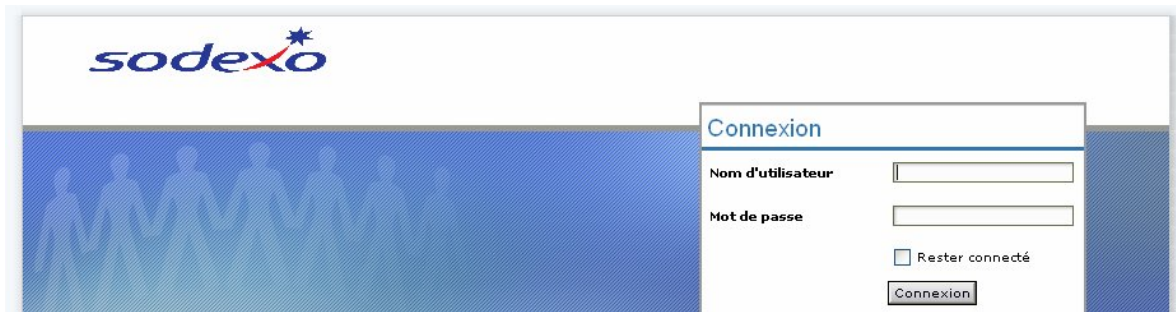 sodexo
Connexion
Nom d'utilisateur
Mot de passe
Rester connecté
Connexion